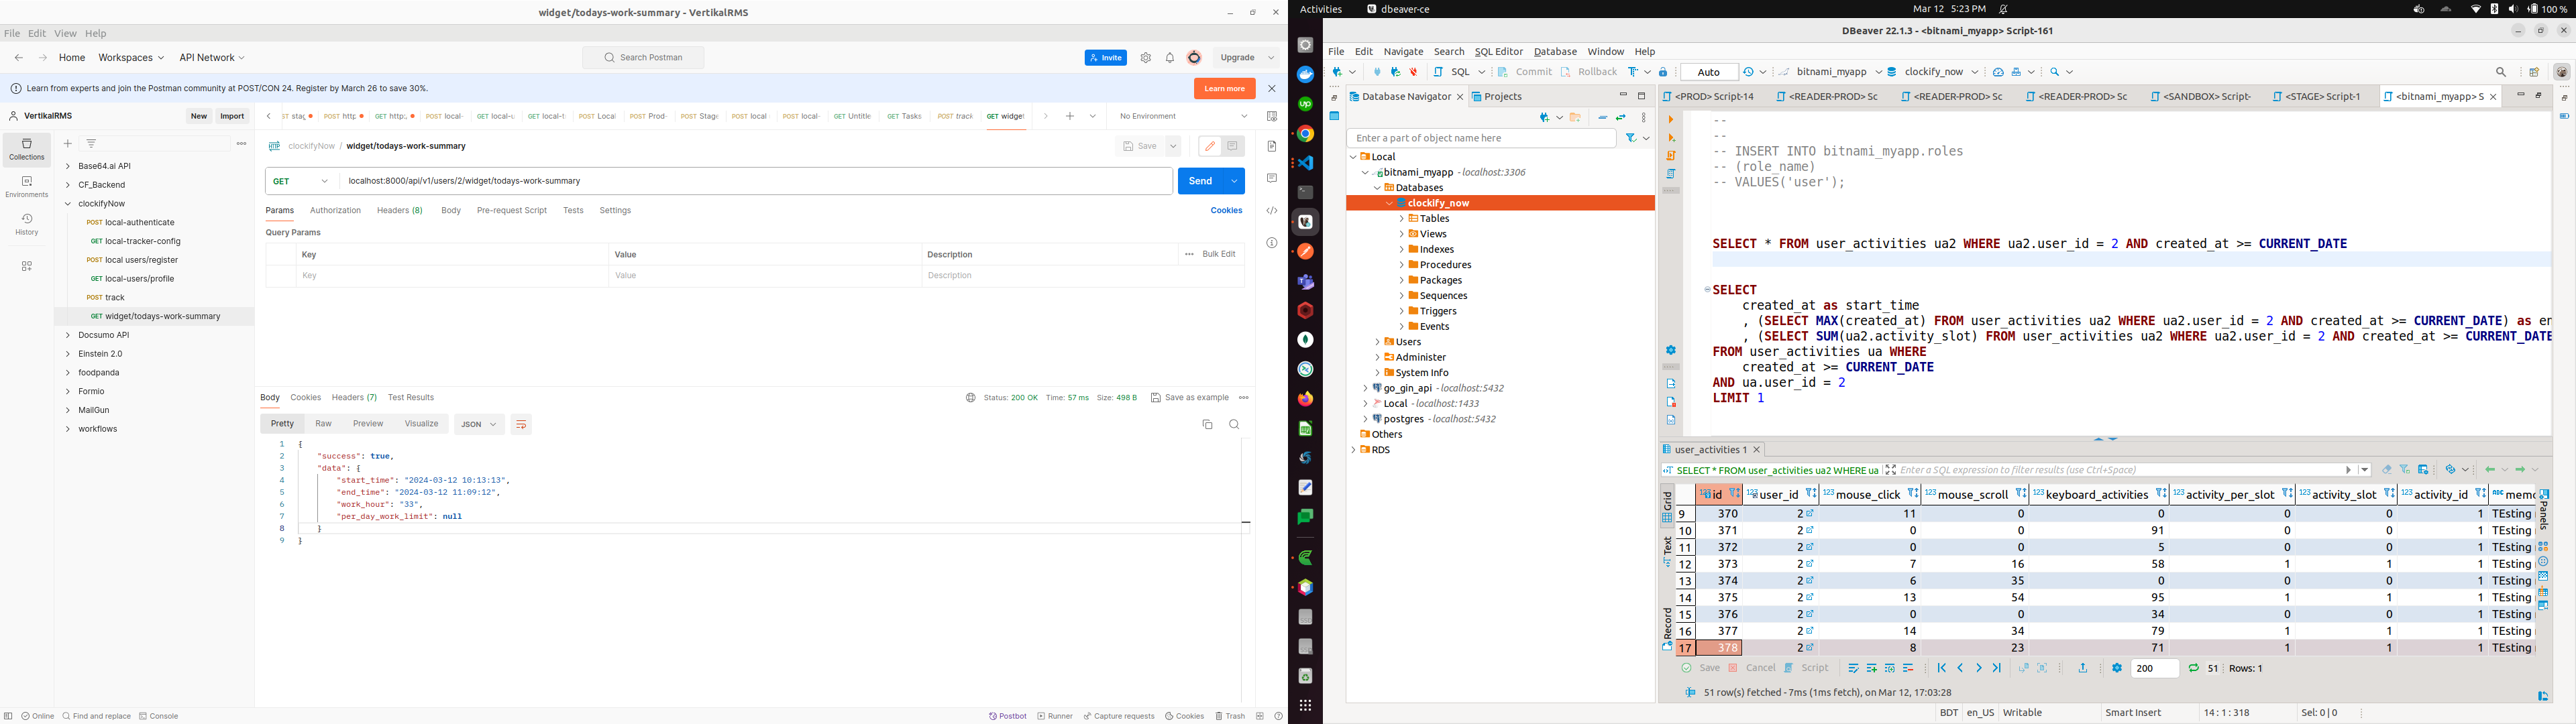 widget/todays-work-summary - VertikalRMS
File Edit View Help
Home Workspaces API Network Search Postman Invite Upgrade
Learn from experts and join the Postman community at POST/CON 24. Register by March 26 to save 30%. Learn more
VertikalRMS New Import
POST local- GET local-u GET local-t POST Local POST Prod- POST Stage POST local POST local- GET Untitle GET Tasks POST track GET widget No Environment
Collections
Environments
History
Base64.ai API
CF_Backend
clockifyNow
POST local-authenticate
GET local-tracker-config
POST local users/register
GET local-users/profile
POST track
GET widget/todays-work-summary
Docsumo API
Einstein 2.0
foodpanda
Formio
MailGun
workflows
clockifyNow / widget/todays-work-summary Save
GET localhost:8000/api/v1/users/2/widget/todays-work-summary Send
Params Authorization Headers (8) Body Pre-request Script Tests Settings Cookies
Query Params
Key Value Description Bulk Edit
Key Value Description
Body Cookies Headers (7) Test Results Status: 200 OK Time: 57 ms Size: 498 B Save as example
Pretty Raw Preview Visualize JSON
1 {
2 "success": true,
3 "data": {
4 "start_time": "2024-03-12 10:13:13",
5 "end_time": "2024-03-12 11:09:12",
6 "work_hour": "33",
7 "per_day_work_limit": null
8 }
9 }
Online Find and replace Console Postbot Runner Capture requests Cookies Trash
Activities dbeaver-ce Mar 12 5:23 PM 100 %
DBeaver 22.1.3 - <bitnami_myapp> Script-161
File Edit Navigate Search SQL Editor Database Window Help
SQL Commit Rollback Auto bitnami_myapp clockify_now
Database Navigator Projects
Enter a part of object name here
Local
bitnami_myapp - localhost:3306
Databases
clockify_now
Tables
Views
Indexes
Procedures
Packages
Sequences
Triggers
Events
Users
Administer
System Info
go_gin_api - localhost:5432
Local - localhost:1433
postgres - localhost:5432
Others
RDS
<PROD> Script-14 <READER-PROD> Sc <READER-PROD> Sc <READER-PROD> Sc <SANDBOX> Script- <STAGE> Script-1 <bitnami_myapp> S
--
--
-- INSERT INTO bitnami_myapp.roles
-- (role_name)
-- VALUES('user');
SELECT * FROM user_activities ua2 WHERE ua2.user_id = 2 AND created_at >= CURRENT_DATE
SELECT
created_at as start_time
, (SELECT MAX(created_at) FROM user_activities ua2 WHERE ua2.user_id = 2 AND created_at >= CURRENT_DATE) as en
, (SELECT SUM(ua2.activity_slot) FROM user_activities ua2 WHERE ua2.user_id = 2 AND created_at >= CURRENT_DATE
FROM user_activities ua WHERE
created_at >= CURRENT_DATE
AND ua.user_id = 2
LIMIT 1
user_activities 1
SELECT * FROM user_activities ua2 WHERE ua Enter a SQL expression to filter results (use Ctrl+Space)
Grid
Text
Record
Panels
id user_id mouse_click mouse_scroll keyboard_activities activity_per_slot activity_slot activity_id memo
9 370 2 11 0 0 0 0 1 TEsting
10 371 2 0 0 91 0 0 1 TEsting
11 372 2 0 0 5 0 0 1 TEsting
12 373 2 7 16 58 1 1 1 TEsting
13 374 2 6 35 0 0 0 1 TEsting
14 375 2 13 54 95 1 1 1 TEsting
15 376 2 0 0 34 0 0 1 TEsting
16 377 2 14 34 79 1 1 1 TEsting
17 378 2 8 23 71 1 1 1 TEsting
Save Cancel Script 200 51 Rows: 1
51 row(s) fetched - 7ms (1ms fetch), on Mar 12, 17:03:28
BDT en_US Writable Smart Insert 14 : 1 : 318 Sel: 0 | 0